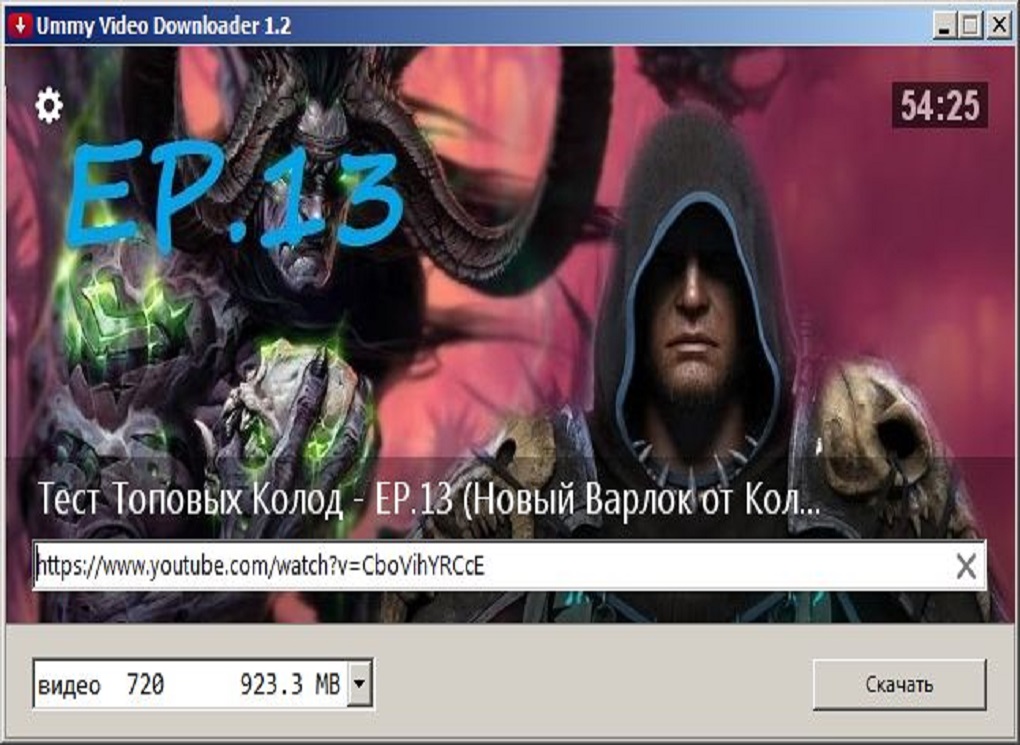 Ummy Video Downloader 1.2
54:25
EP.13
Тест Топовых Колод - EP.13 (Новый Варлок от Кол...
https://www.youtube.com/watch?v=CboVihYRCcE
видео 720 923.3 MB
Скачать